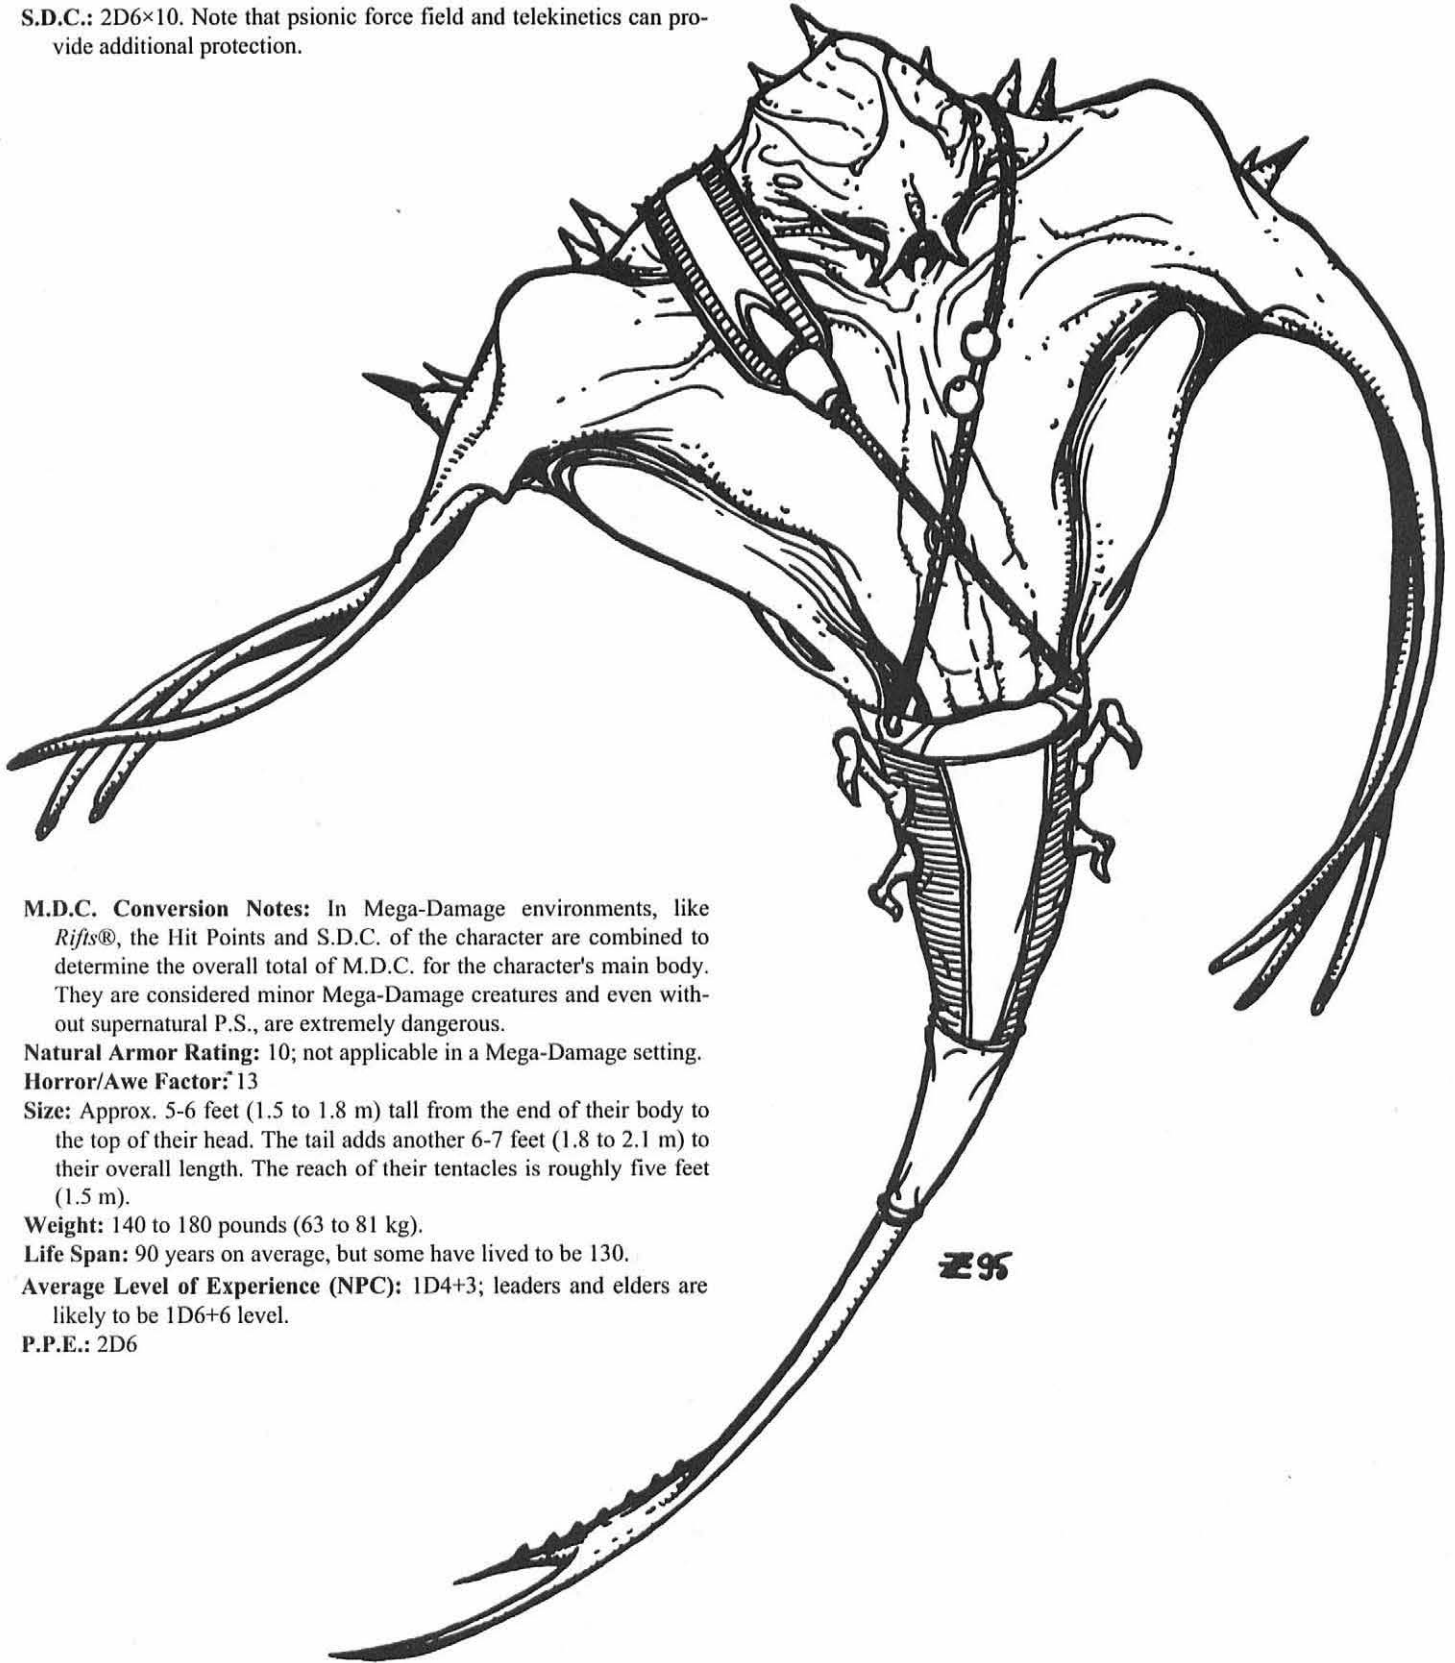 S.D.C.: 2D6×10. Note that psionic force field and telekinetics can pro-
vide additional protection.
M.D.C. Conversion Notes: In Mega-Damage environments, like
Rifts®, the Hit Points and S.D.C. of the character are combined to
determine the overall total of M.D.C. for the character's main body.
They are considered minor Mega-Damage creatures and even with-
out supernatural P.S., are extremely dangerous.
Natural Armor Rating: 10; not applicable in a Mega-Damage setting.
Horror/Awe Factor: 13
Size: Approx. 5-6 feet (1.5 to 1.8 m) tall from the end of their body to
the top of their head. The tail adds another 6-7 feet (1.8 to 2.1 m) to
their overall length. The reach of their tentacles is roughly five feet
(1.5 m).
Weight: 140 to 180 pounds (63 to 81 kg).
Life Span: 90 years on average, but some have lived to be 130.
Average Level of Experience (NPC): 1D4+3; leaders and elders are
likely to be 1D6+6 level.
P.P.E.: 2D6
95